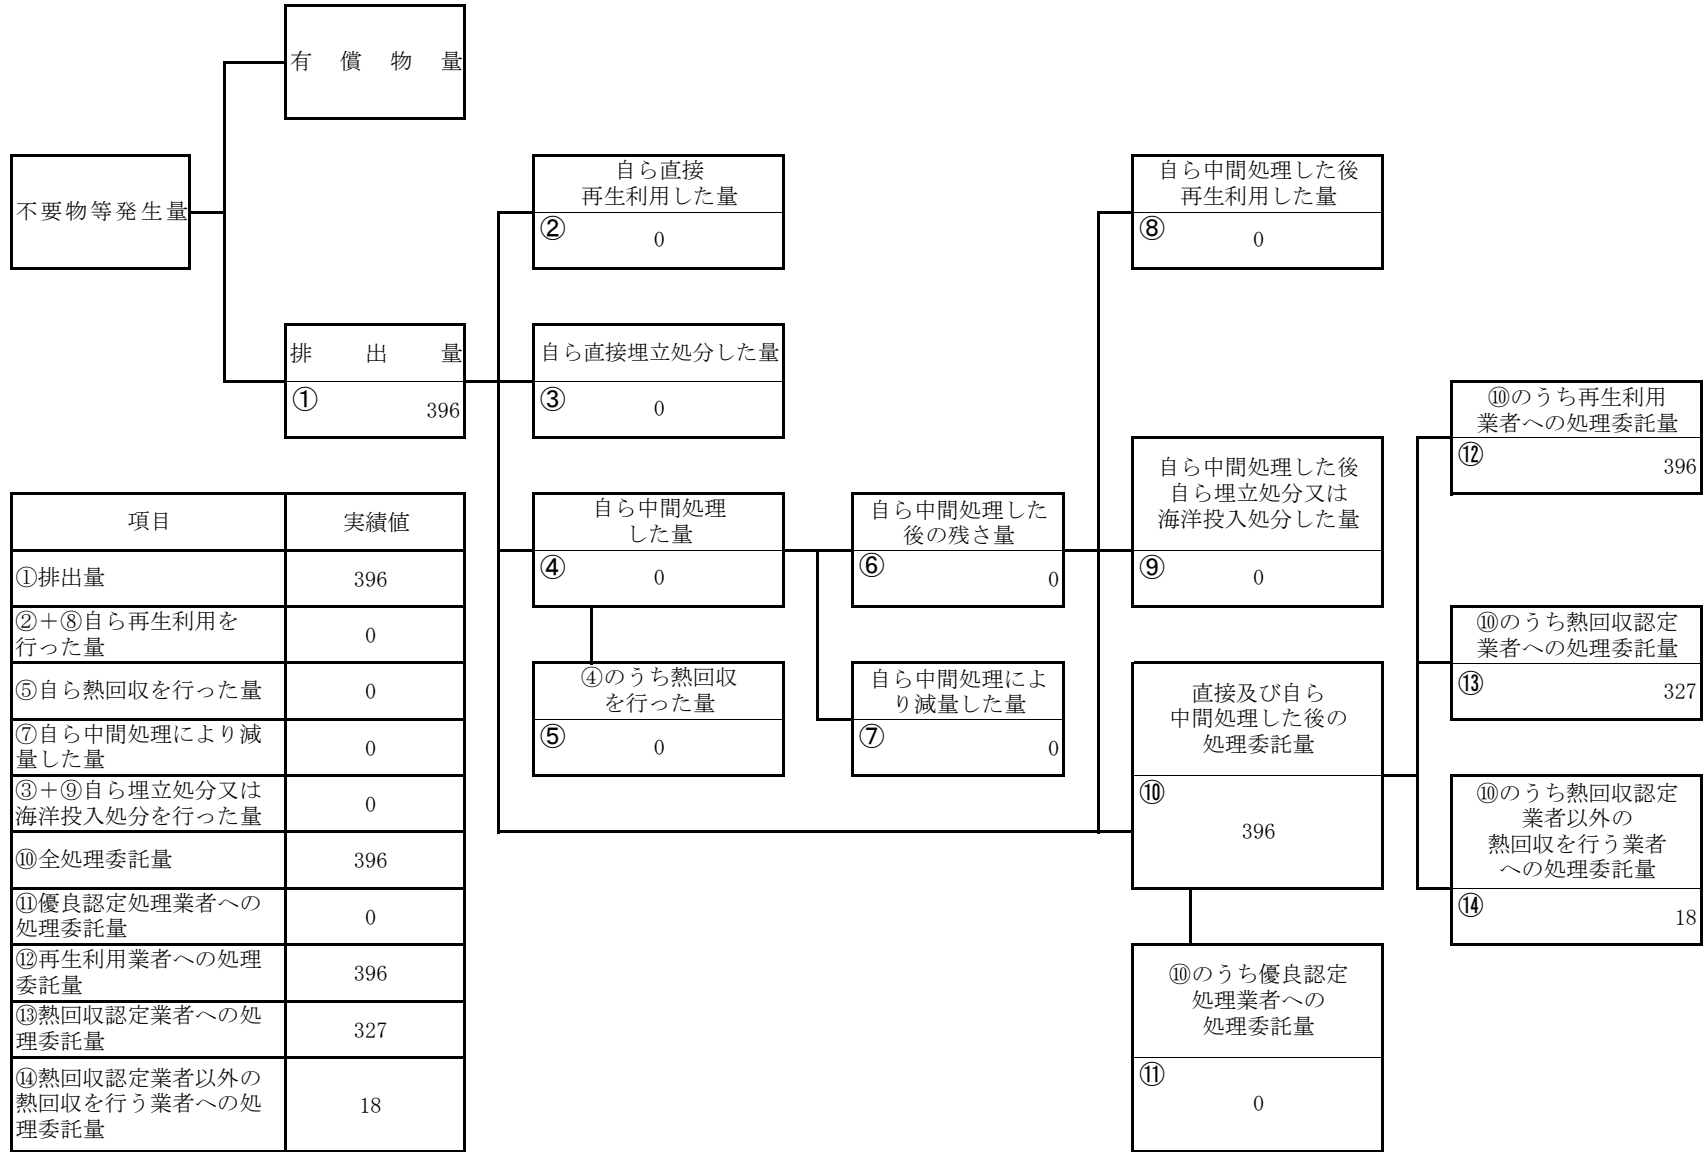 有償物量
不要物等発生量
排出量
①
396
自ら直接
再生利用した量
②
0
自ら直接埋立処分した量
③
0
自ら中間処理
した量
④
0
④のうち熱回収
を行った量
⑤
0
自ら中間処理した
後の残さ量
⑥
0
自ら中間処理によ
り減量した量
⑦
0
自ら中間処理した後
再生利用した量
⑧
0
自ら中間処理した後
自ら埋立処分又は
海洋投入処分した量
⑨
0
直接及び自ら
中間処理した後の
処理委託量
⑩
396
⑩のうち優良認定
処理業者への
処理委託量
⑪
0
⑩のうち再生利用
業者への処理委託量
⑫
396
⑩のうち熱回収認定
業者への処理委託量
⑬
327
⑩のうち熱回収認定
業者以外の
熱回収を行う業者
への処理委託量
⑭
18
項目 実績値
①排出量 396
②＋⑧自ら再生利用を
行った量
0
⑤自ら熱回収を行った量 0
⑦自ら中間処理により減
量した量
0
③＋⑨自ら埋立処分又は
海洋投入処分を行った量
0
⑩全処理委託量 396
⑪優良認定処理業者への
処理委託量
0
⑫再生利用業者への処理
委託量
396
⑬熱回収認定業者への処
理委託量
327
⑭熱回収認定業者以外の
熱回収を行う業者への処
理委託量
18